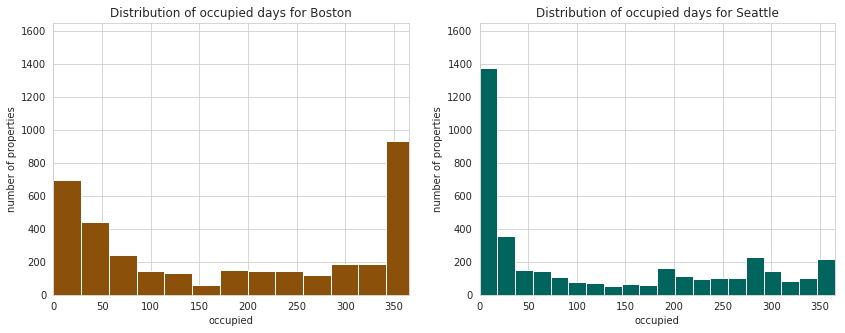 Distribution of occupied days for Boston
1600
1400
1200
1000
800
600
400
200
0
number of properties
0 50 100 150 200 250 300 350
occupied
Distribution of occupied days for Seattle
1600
1400
1200
1000
800
600
400
200
0
number of properties
0 50 100 150 200 250 300 350
occupied